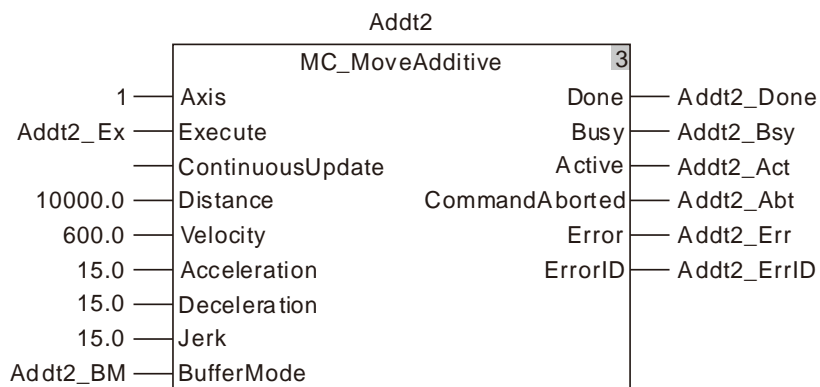 Addt2
MC_MoveAdditive 3
1 Axis Done Addt2_Done
Addt2_Ex Execute Busy Addt2_Bsy
ContinuousUpdate Active Addt2_Act
10000.0 Distance CommandAborted Addt2_Abt
600.0 Velocity Error Addt2_Err
15.0 Acceleration ErrorID Addt2_ErrID
15.0 Deceleration
15.0 Jerk
Addt2_BM BufferMode